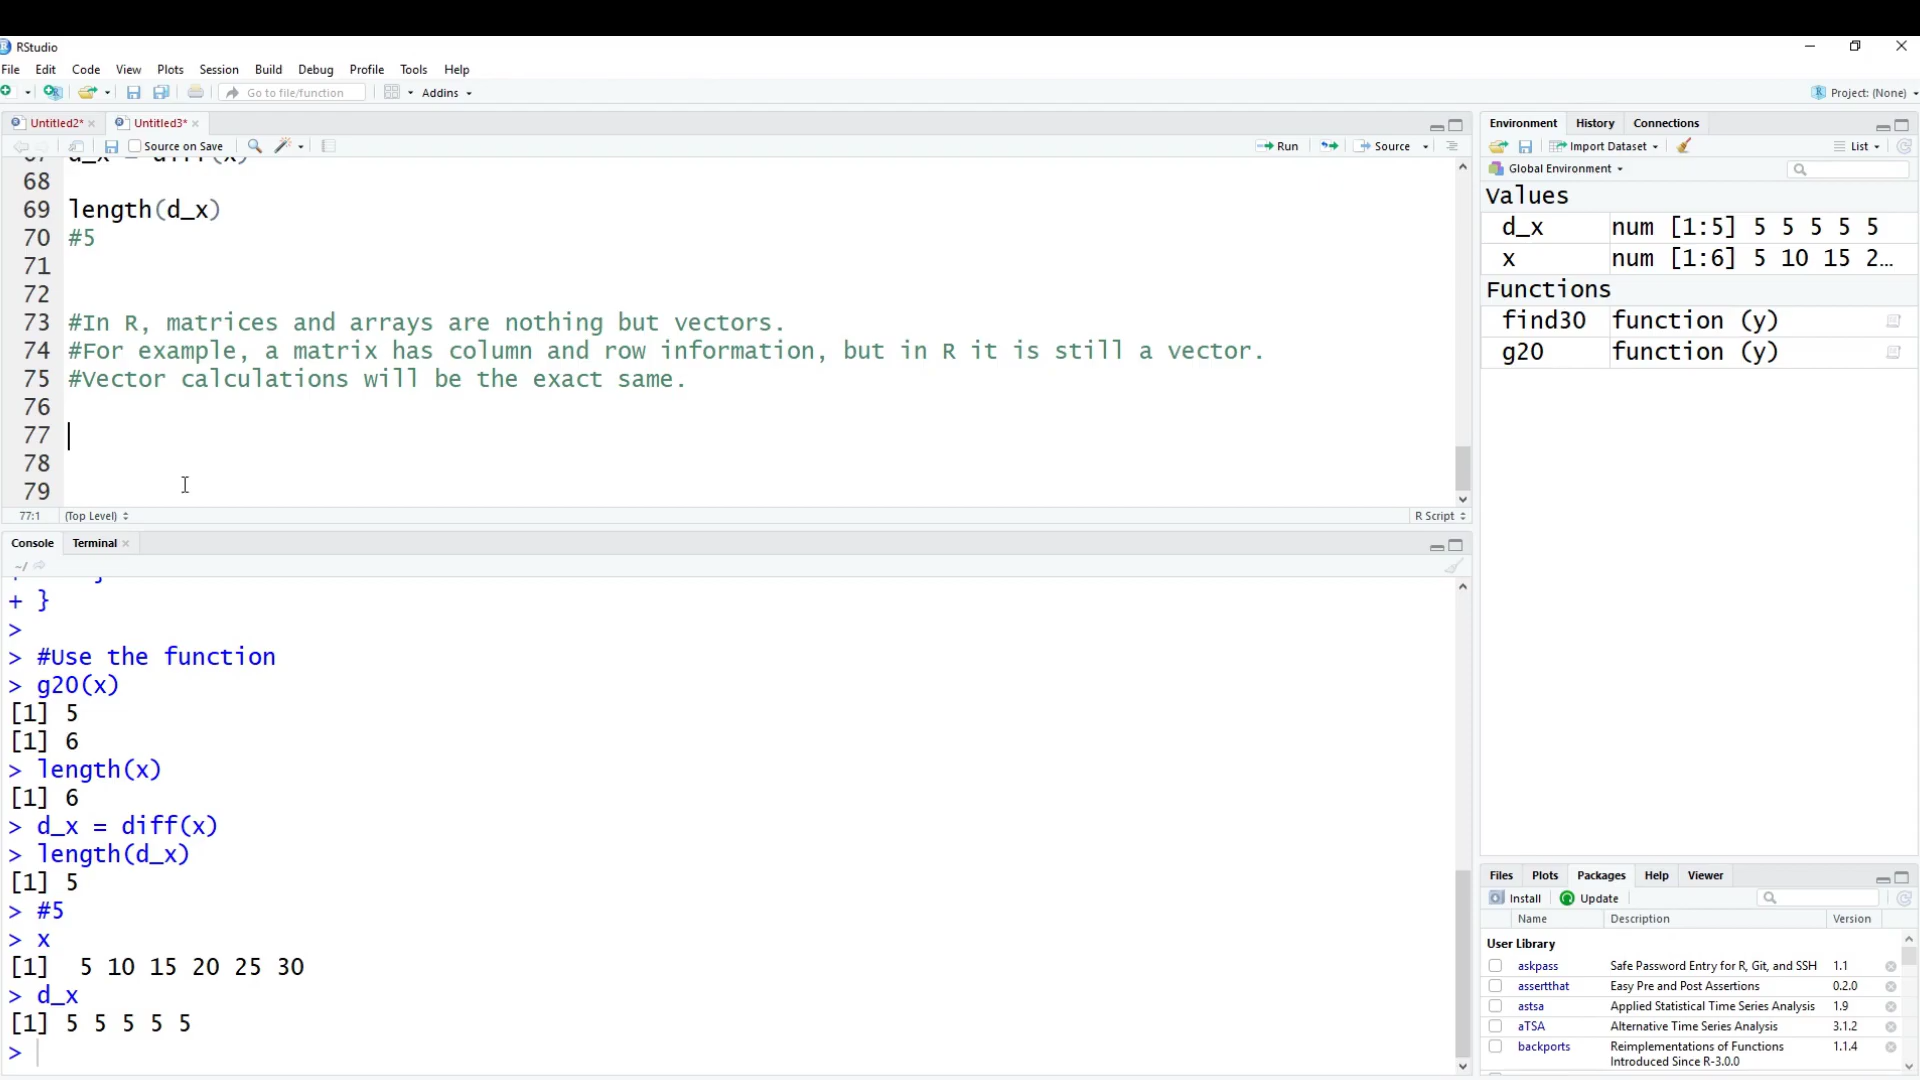 RStudio
File Edit Code View Plots Session Build Debug Profile Tools Help
Go to file/function Addins Project: (None)
Untitled2* Untitled3*
Source on Save Run Source
67 d_x = diff(x)
68
69 length(d_x)
70 #5
71
72
73 #In R, matrices and arrays are nothing but vectors.
74 #For example, a matrix has column and row information, but in R it is still a vector.
75 #Vector calculations will be the exact same.
76
77
78
79
77:1 (Top Level) R Script
Console Terminal
~/
+ }
>
> #Use the function
> g20(x)
[1] 5
[1] 6
> length(x)
[1] 6
> d_x = diff(x)
> length(d_x)
[1] 5
> #5
> x
[1]  5 10 15 20 25 30
> d_x
[1] 5 5 5 5 5
>
Environment History Connections
Import Dataset List
Global Environment
Values
d_x num [1:5] 5 5 5 5 5
x num [1:6] 5 10 15 2…
Functions
find30 function (y)
g20 function (y)
Files Plots Packages Help Viewer
Install Update
Name Description Version
User Library
askpass Safe Password Entry for R, Git, and SSH 1.1
assertthat Easy Pre and Post Assertions 0.2.0
astsa Applied Statistical Time Series Analysis 1.9
aTSA Alternative Time Series Analysis 3.1.2
backports Reimplementations of Functions 1.1.4
Introduced Since R-3.0.0